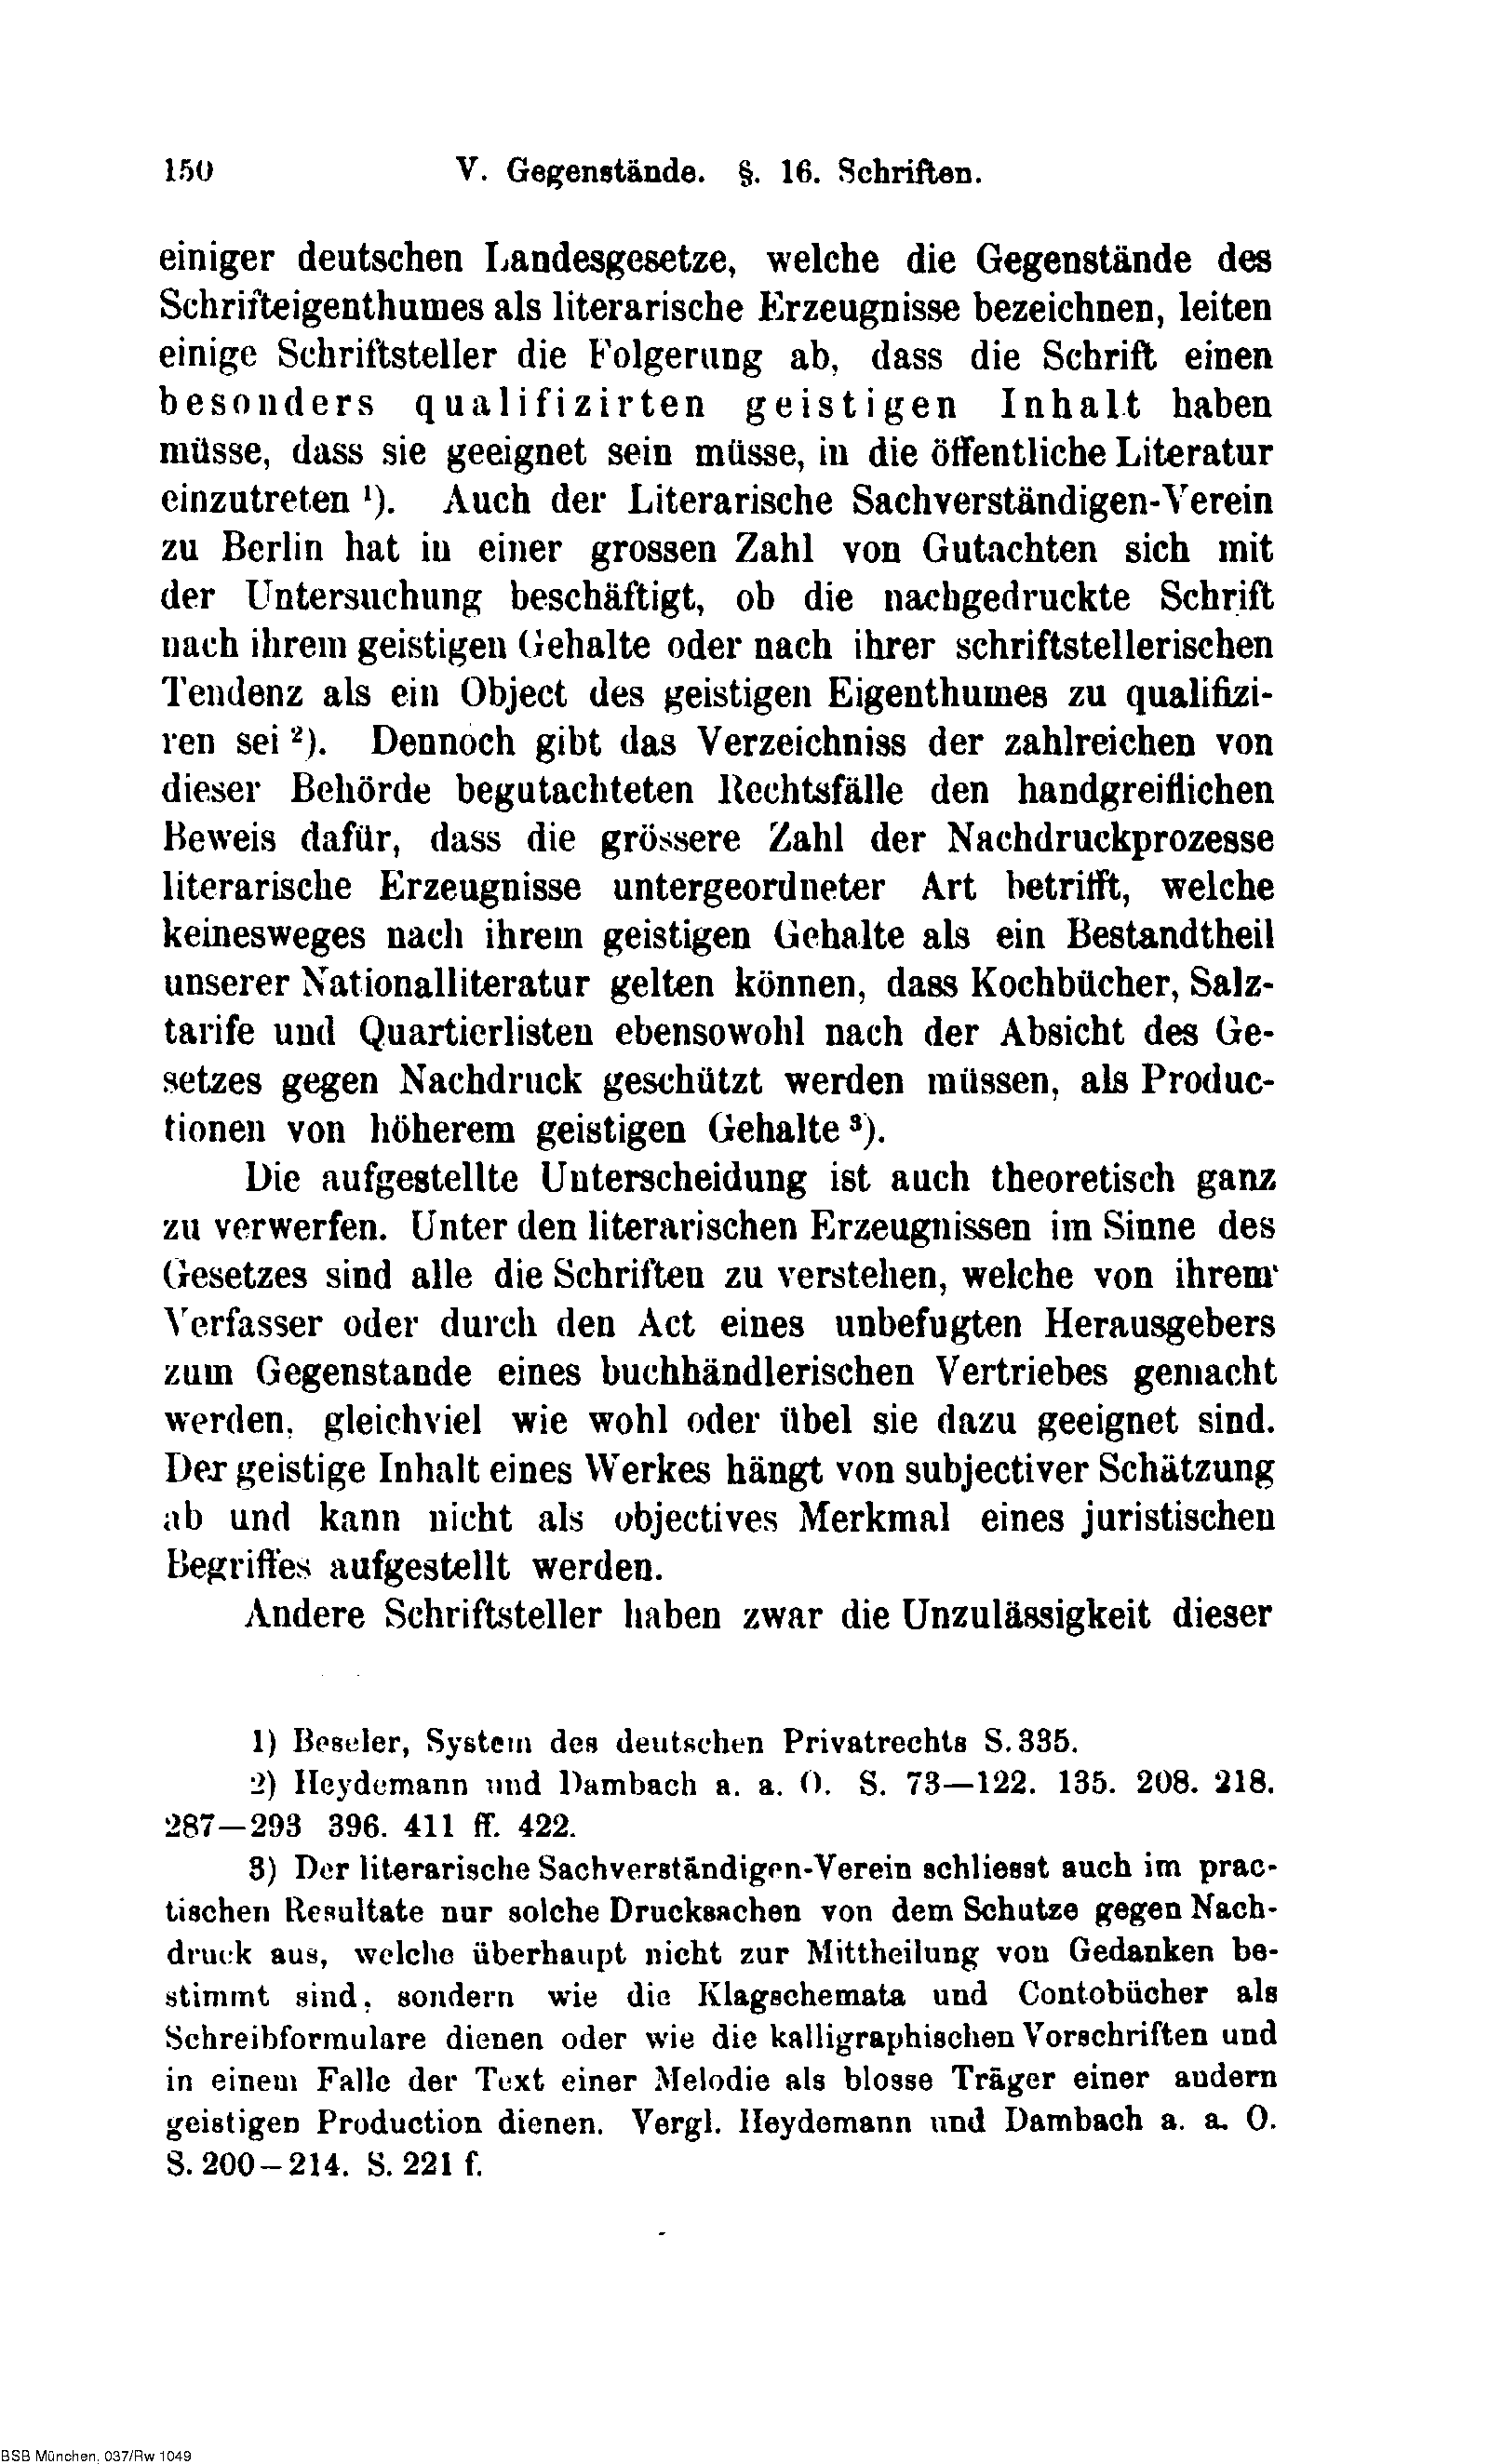 150 V. Gegenstände. §. 16. Schriften.
einiger deutschen Landesgesetze, welche die Gegenstände des
Schrifteigenthumes als literarische Erzeugnisse bezeichnen, leiten
einige Schriftsteller die Folgerung ab, dass die Schrift einen
besonders qualifizirten geistigen Inhalt haben
müsse, dass sie geeignet sein müsse, in die öffentliche Literatur
einzutreten ¹). Auch der Literarische Sachverständigen-Verein
zu Berlin hat in einer grossen Zahl von Gutachten sich mit
der Untersuchung beschäftigt, ob die nachgedruckte Schrift
nach ihrem geistigen Gehalte oder nach ihrer schriftstellerischen
Tendenz als ein Object des geistigen Eigenthumes zu qualifizi-
ren sei ²). Dennoch gibt das Verzeichniss der zahlreichen von
dieser Behörde begutachteten Rechtsfälle den handgreiflichen
Beweis dafür, dass die grössere Zahl der Nachdruckprozesse
literarische Erzeugnisse untergeordneter Art betrifft, welche
keinesweges nach ihrem geistigen Gehalte als ein Bestandtheil
unserer Nationalliteratur gelten können, dass Kochbücher, Salz-
tarife und Quartierlisten ebensowohl nach der Absicht des Ge-
setzes gegen Nachdruck geschützt werden müssen, als Produc-
tionen von höherem geistigen Gehalte ³).
Die aufgestellte Unterscheidung ist auch theoretisch ganz
zu verwerfen. Unter den literarischen Erzeugnissen im Sinne des
Gesetzes sind alle die Schriften zu verstehen, welche von ihrem
Verfasser oder durch den Act eines unbefugten Herausgebers
zum Gegenstande eines buchhändlerischen Vertriebes gemacht
werden, gleichviel wie wohl oder übel sie dazu geeignet sind.
Der geistige Inhalt eines Werkes hängt von subjectiver Schätzung
ab und kann nicht als objectives Merkmal eines juristischen
Begriffes aufgestellt werden.
Andere Schriftsteller haben zwar die Unzulässigkeit dieser
1) Beseler, System des deutschen Privatrechts S. 335.
2) Heydemann und Dambach a. a. O. S. 73—122. 135. 208. 218.
287—293 396. 411 ff. 422.
3) Der literarische Sachverständigen-Verein schliesst auch im prac-
tischen Resultate nur solche Drucksachen von dem Schutze gegen Nach-
druck aus, welche überhaupt nicht zur Mittheilung von Gedanken be-
stimmt sind, sondern wie die Klagschemata und Contobücher als
Schreibformulare dienen oder wie die kalligraphischen Vorschriften und
in einem Falle der Text einer Melodie als blosse Träger einer andern
geistigen Production dienen. Vergl. Heydemann und Dambach a. a. O.
S. 200–214. S. 221 f.
BSB München, 037/Rw 1049